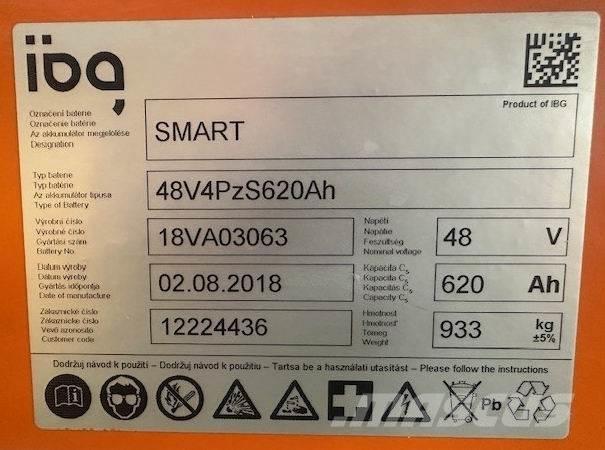 ibg
Product of IBG
Označení baterie
Označenie batérie
Az akkumulátor megjelölése
Designation
SMART
Typ baterie
Typ batérie
Az akkumulátor típusa
Type of Battery
48V4PzS620Ah
Výrobní číslo
Výrobné číslo
Gyártási szám
Battery No.
18VA03063
Napětí
Napätie
Feszültség
Nominal voltage
48 V
Datum výroby
Dátum výroby
Gyártás időpontja
Date of manufacture
02.08.2018
Kapacita C5
Kapacita C5
Kapacitás C5
Capacity C5
620 Ah
Zákaznické číslo
Zákaznícke číslo
Vevő azonosító
Customer code
12224436
Hmotnost
Hmotnosť
Tömeg
Weight
933 kg
±5%
Dodržuj návod k použití – Dodržuj návod k použitiu – Tartsa be a használati utasítást – Please follow the instructions
Pb